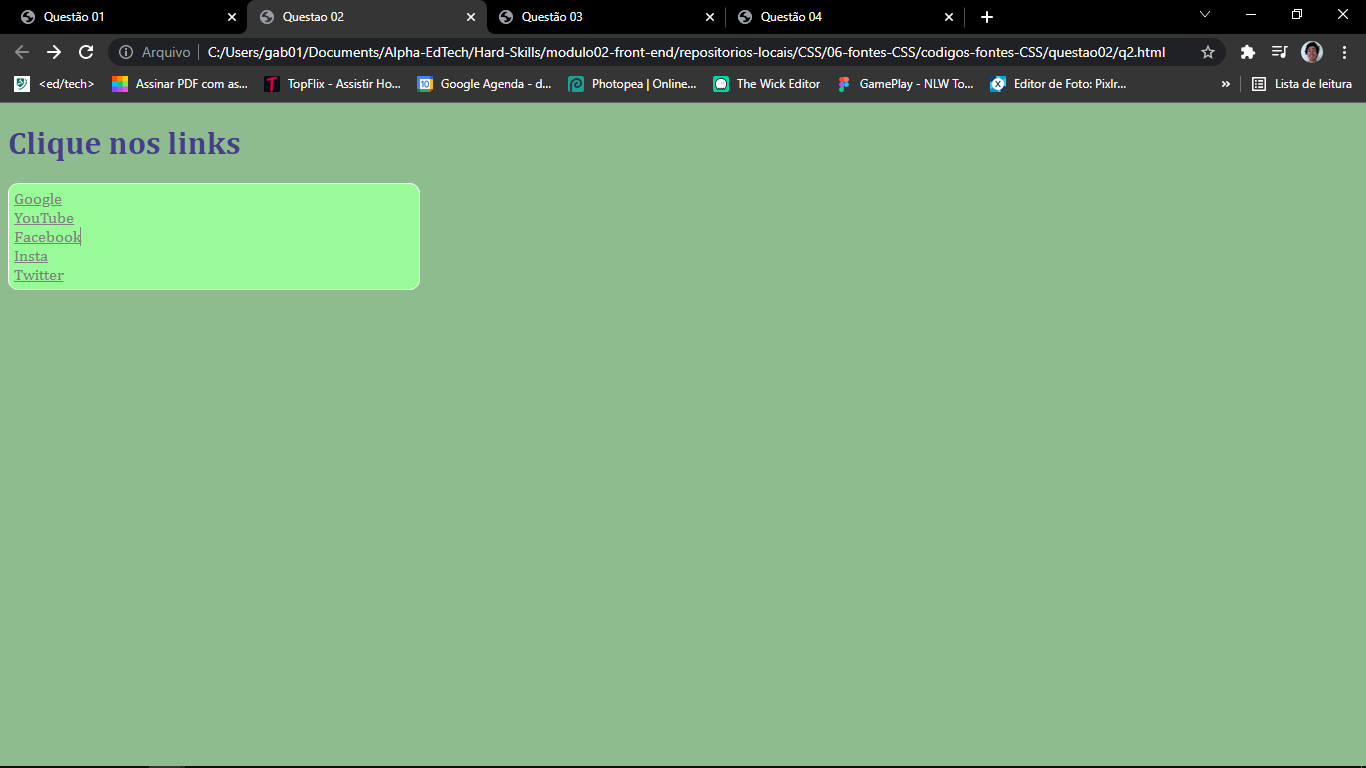 Questão 01
Questao 02
Questão 03
Questão 04
Arquivo
C:/Users/gab01/Documents/Alpha-EdTech/Hard-Skills/modulo02-front-end/repositorios-locais/CSS/06-fontes-CSS/codigos-fontes-CSS/questao02/q2.html
<ed/tech>
Assinar PDF com as...
TopFlix - Assistir Ho...
10
Google Agenda - d...
Photopea | Online...
The Wick Editor
GamePlay - NLW To...
Editor de Foto: Pixlr...
»
Lista de leitura
Clique nos links
Google
YouTube
Facebook
Insta
Twitter